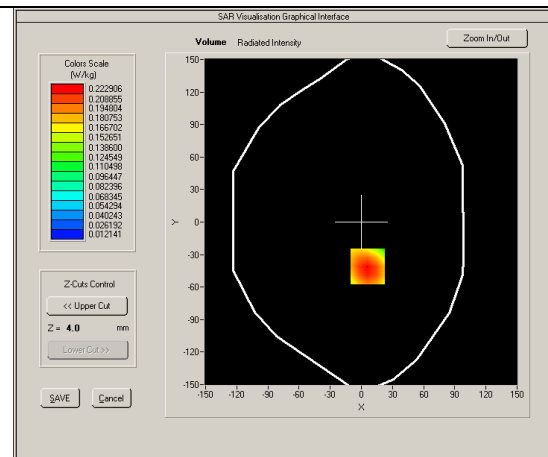 SAR Visualisation Graphical Interface
Volume Radiated Intensity
Zoom In/Out
Colors Scale
(W/kg)
0.222906
0.208855
0.194804
0.180753
0.166702
0.152651
0.138600
0.124549
0.110498
0.096447
0.082396
0.068345
0.054294
0.040243
0.026192
0.012141
Z-Cuts Control
<< Upper Cut
Z = 4.0 mm
Lower Cut >>
SAVE Cancel
150
120
90
60
30
0
-30
-60
-90
-120
-150
Y
-150 -120 -90 -60 -30 0 30 60 90 120 150
X